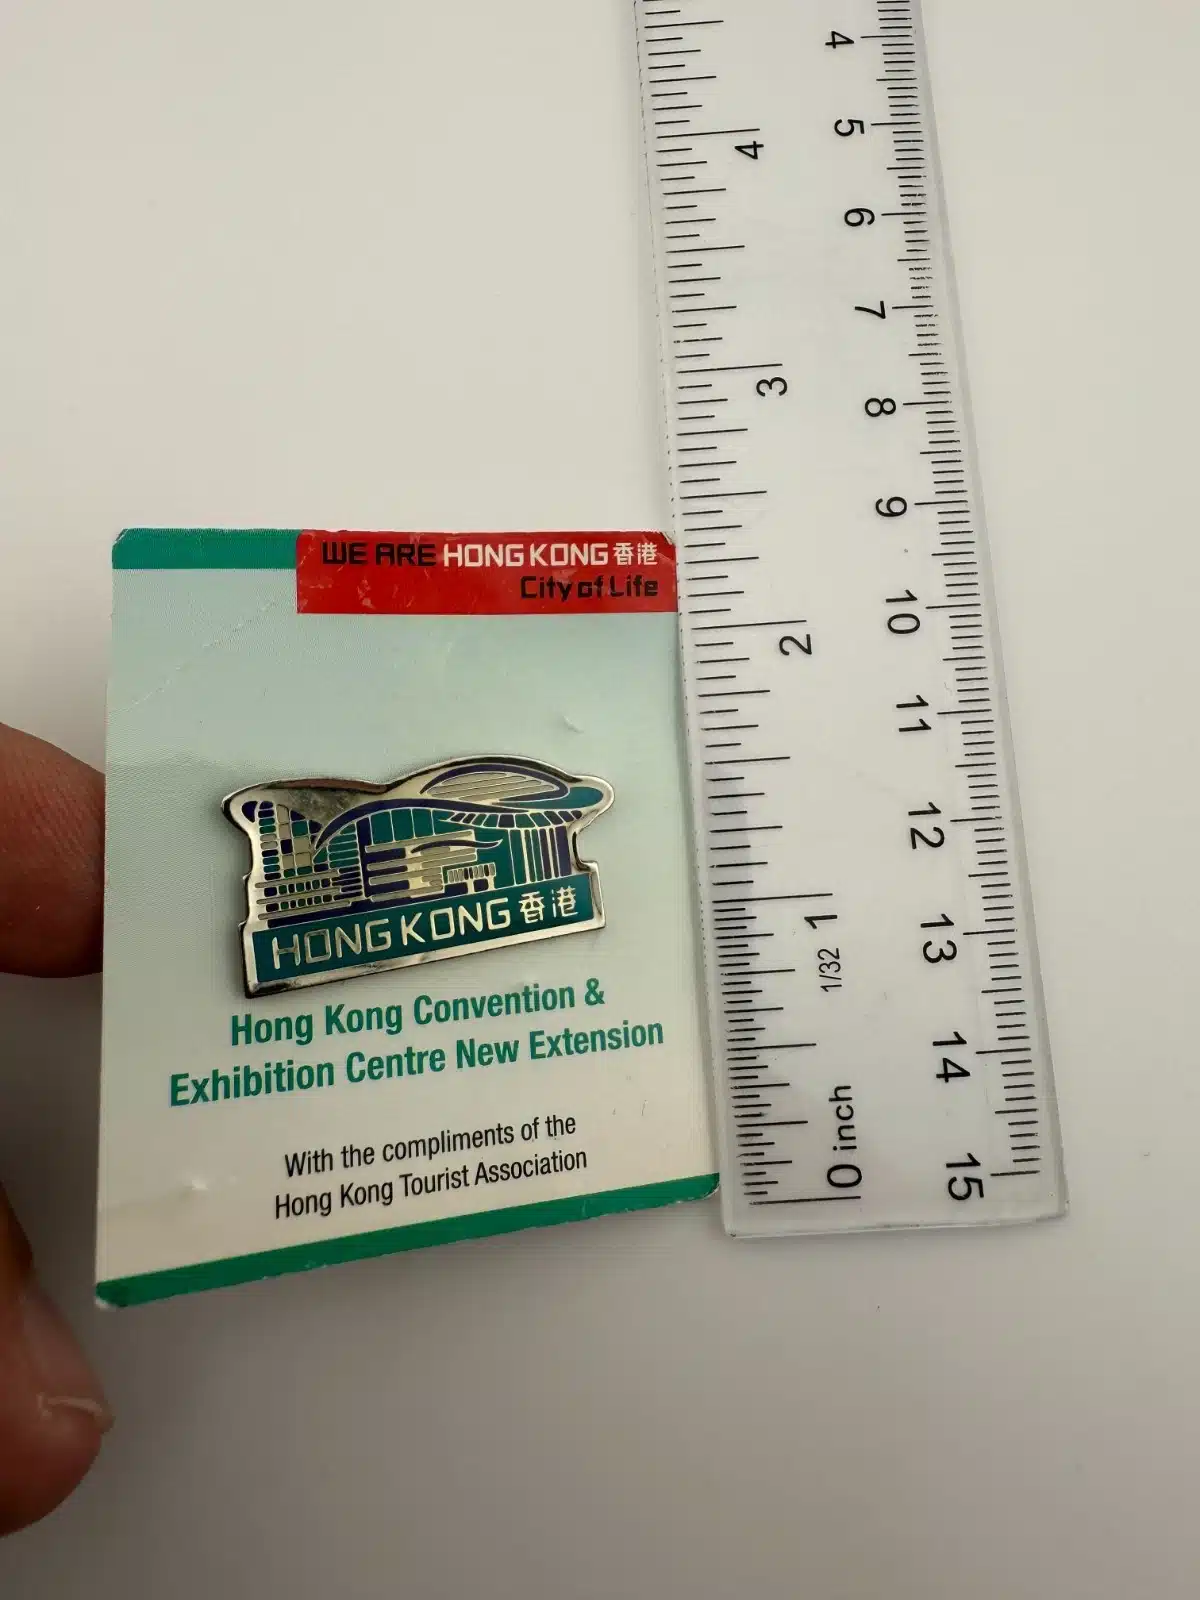 WE ARE HONG KONG 香港
City of Life
HONG KONG 香港
Hong Kong Convention &
Exhibition Centre New Extension
With the compliments of the
Hong Kong Tourist Association
4
3
2
1
1/32
0 inch
4
5
6
7
8
9
10
11
12
13
14
15